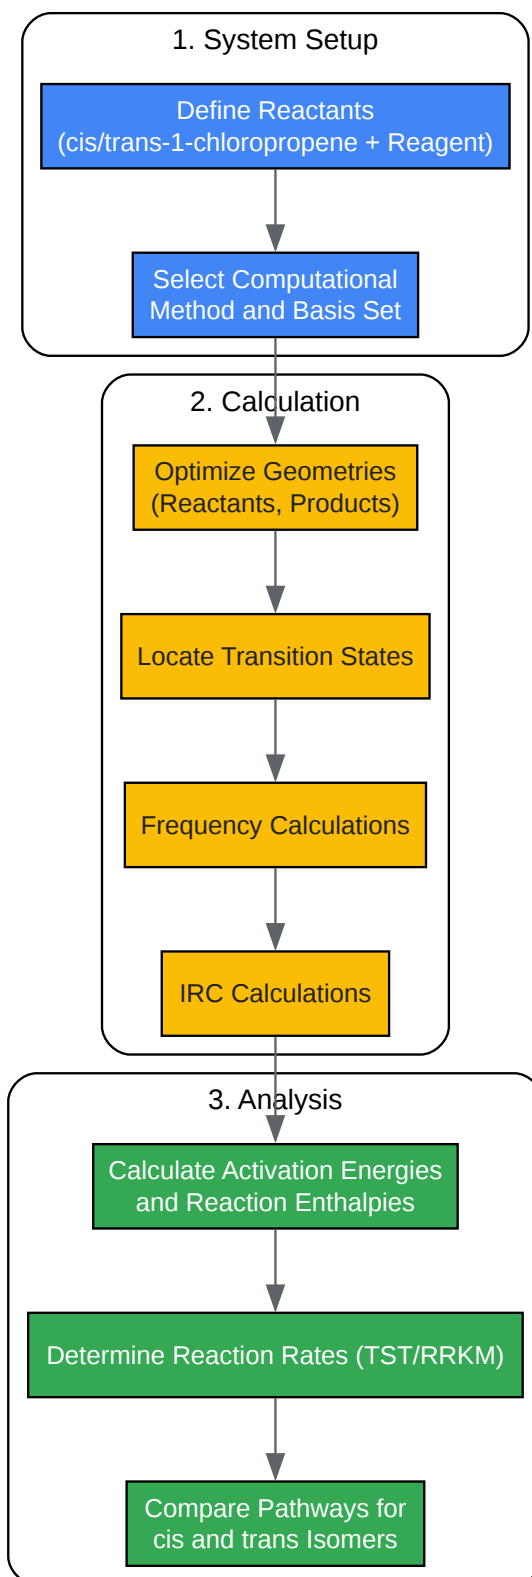 1. System Setup
Define Reactants
(cis/trans-1-chloropropene + Reagent)
Select Computational
Method and Basis Set
2. Calculation
Optimize Geometries
(Reactants, Products)
Locate Transition States
Frequency Calculations
IRC Calculations
3. Analysis
Calculate Activation Energies
and Reaction Enthalpies
Determine Reaction Rates (TST/RRKM)
Compare Pathways for
cis and trans Isomers